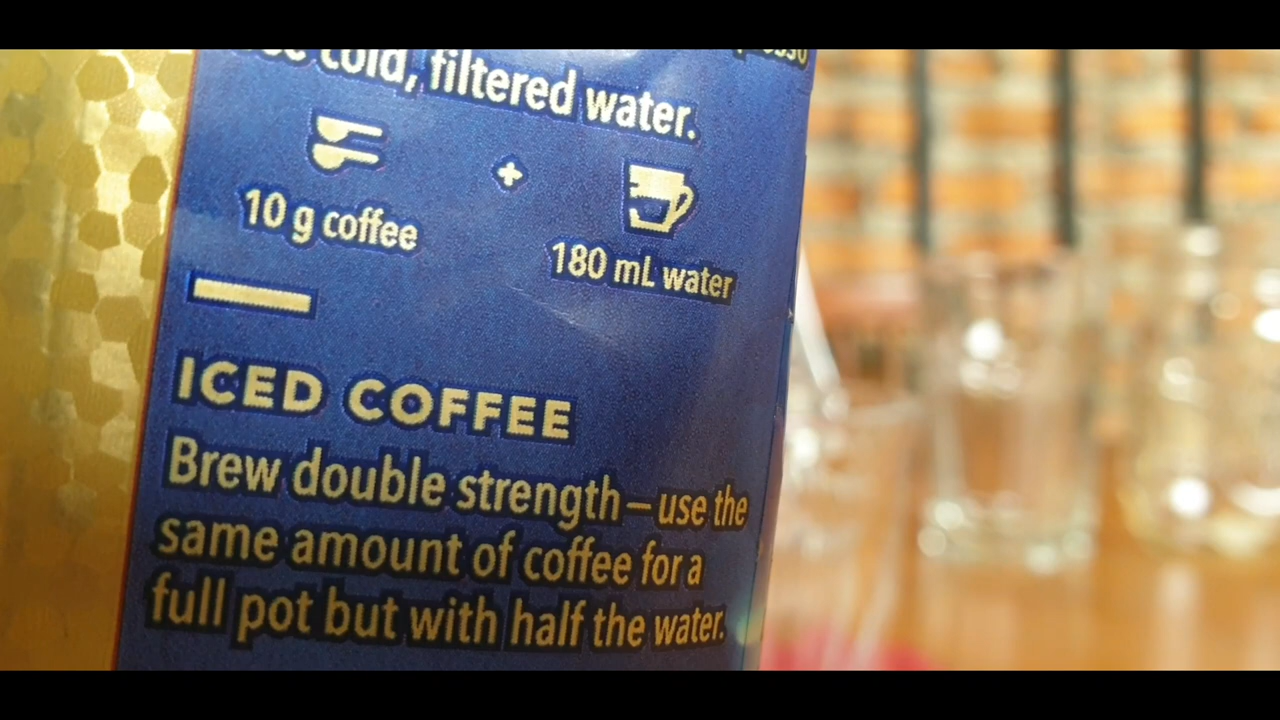 cold, filtered water.
10 g coffee + 180 mL water
ICED COFFEE
Brew double strength – use the
same amount of coffee for a
full pot but with half the water.